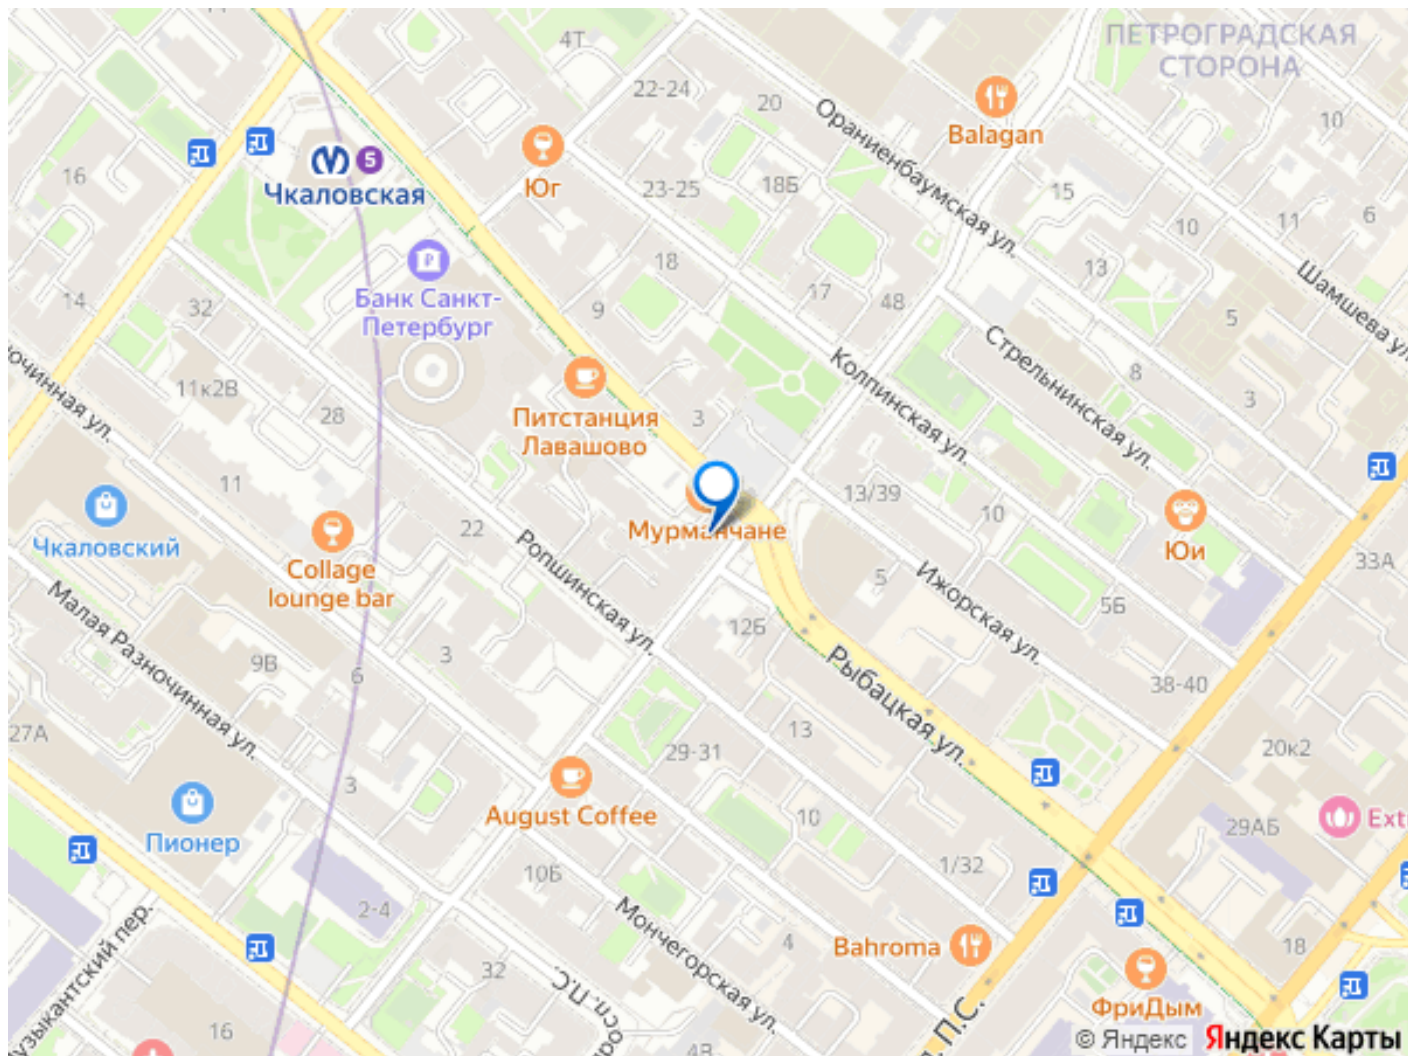 ПЕТРОГРАДСКАЯ
СТОРОНА
4Т
22-24
20
Ораниенбаумская ул.
Balagan
10
16
5
Чкаловская
Юг
23-25
18Б
15
11
6
10
Шамшева ул.
14
32
Банк Санкт-
Петербург
18
9
17
48
13
5
Стрельнинская ул.
8
3
Колпинская ул.
11к2В
28
Питстанция
Лавашово
3
11
Чкаловский
Collage
lounge bar
22
Ропшинская ул.
Мурманчане
13/39
10
Юи
33А
5
Ижорская ул.
5Б
12Б
Малая Разночинная ул.
9В
6
3
Рыбацкая ул.
38-40
27А
29-31
13
20к2
3
Пионер
August Coffee
10
29АБ
1/32
10Б
2-4
Мончегорская ул.
4
Bahroma
18
32
ФриДым
16
4В
П.С.
© Яндекс
Яндекс Карты